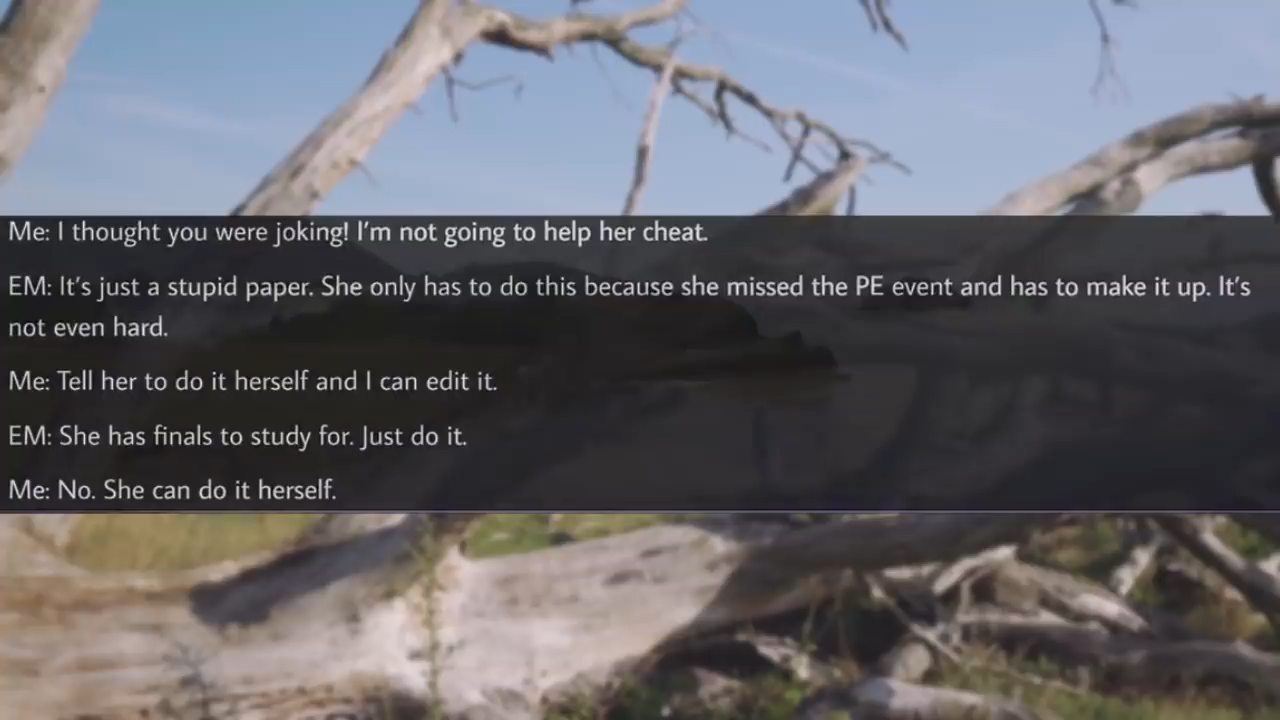 Me: I thought you were joking! I’m not going to help her cheat.
EM: It’s just a stupid paper. She only has to do this because she missed the PE event and has to make it up. It’s
not even hard.
Me: Tell her to do it herself and I can edit it.
EM: She has finals to study for. Just do it.
Me: No. She can do it herself.